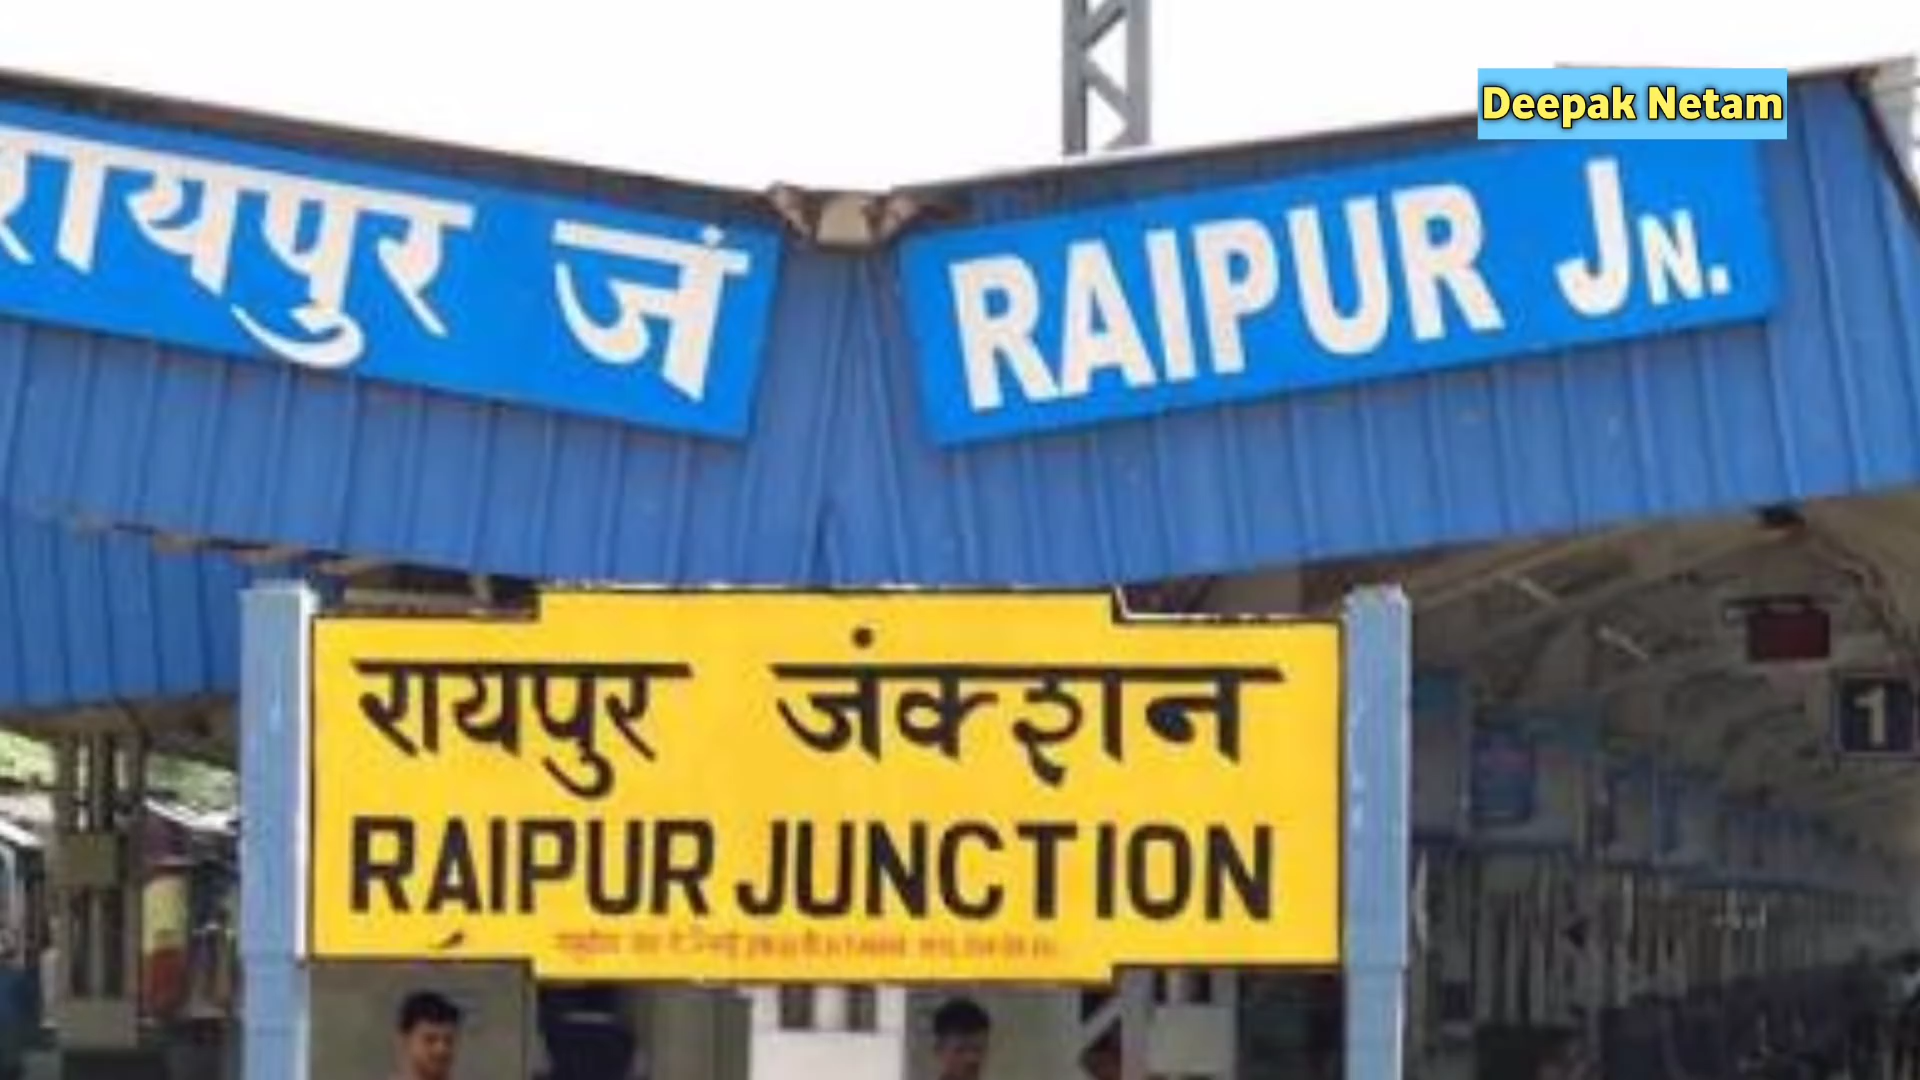 Deepak Netam
रायपुर जं
RAIPUR JN.
रायपुर जंक्शन
RAIPUR JUNCTION
1